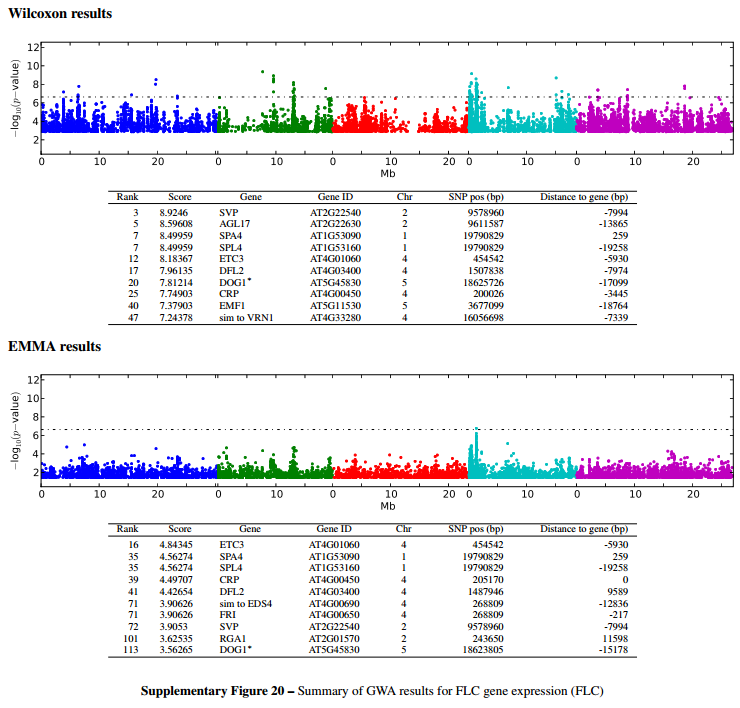 Wilcoxon results
−log10(p−value)
12
10
8
6
4
2
0 10 20 0 10 0 10 20 0 10 0 10 20
Mb
Rank Score Gene Gene ID Chr SNP pos (bp) Distance to gene (bp)
3 8.9246 SVP AT2G22540 2 9578960 -7994
5 8.59608 AGL17 AT2G22630 2 9611587 -13865
7 8.49959 SPA4 AT1G53090 1 19790829 259
7 8.49959 SPL4 AT1G53160 1 19790829 -19258
12 8.18367 ETC3 AT4G01060 4 454542 -5930
17 7.96135 DFL2 AT4G03400 4 1507838 -7974
20 7.81214 DOG1* AT5G45830 5 18625726 -17099
25 7.74903 CRP AT4G00450 4 200026 -3445
40 7.37903 EMF1 AT5G11530 5 3677099 -18764
47 7.24378 sim to VRN1 AT4G33280 4 16056698 -7339
EMMA results
−log10(p−value)
12
10
8
6
4
2
0 10 20 0 10 0 10 20 0 10 0 10 20
Mb
Rank Score Gene Gene ID Chr SNP pos (bp) Distance to gene (bp)
16 4.84345 ETC3 AT4G01060 4 454542 -5930
35 4.56274 SPA4 AT1G53090 1 19790829 259
35 4.56274 SPL4 AT1G53160 1 19790829 -19258
39 4.49707 CRP AT4G00450 4 205170 0
41 4.42654 DFL2 AT4G03400 4 1487946 9589
71 3.90626 sim to EDS4 AT4G00690 4 268809 -12836
71 3.90626 FRI AT4G00650 4 268809 -217
72 3.9053 SVP AT2G22540 2 9578960 -7994
101 3.62535 RGA1 AT2G01570 2 243650 11598
113 3.56265 DOG1* AT5G45830 5 18623805 -15178
Supplementary Figure 20 – Summary of GWA results for FLC gene expression (FLC)